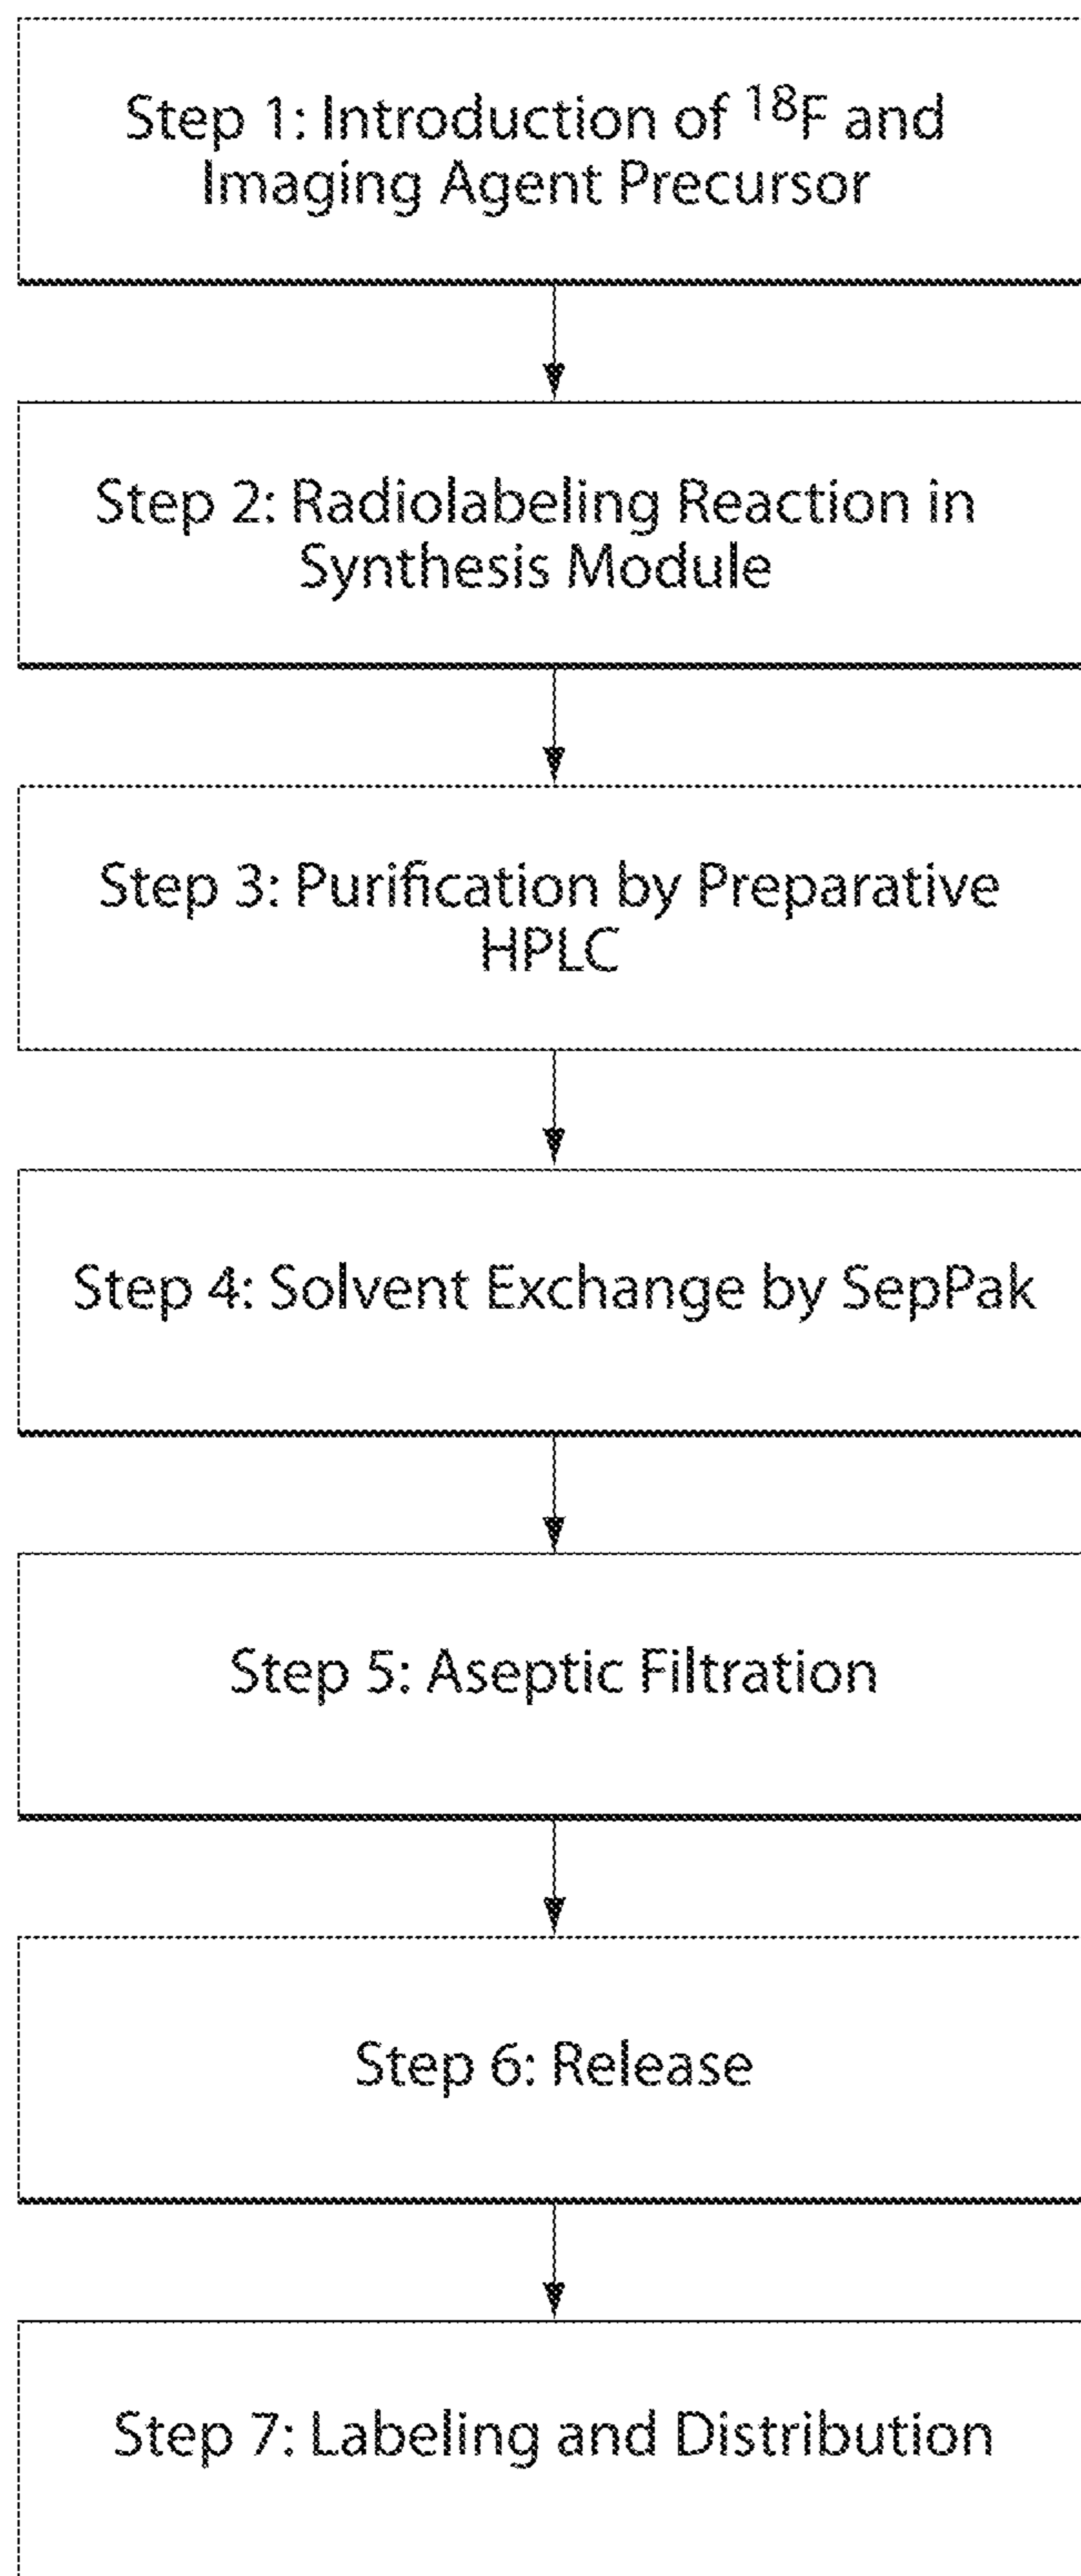 Step 1: Introduction of ¹⁸F and
Imaging Agent Precursor
Step 2: Radiolabeling Reaction in
Synthesis Module
Step 3: Purification by Preparative
HPLC
Step 4: Solvent Exchange by SepPak
Step 5: Aseptic Filtration
Step 6: Release
Step 7: Labeling and Distribution